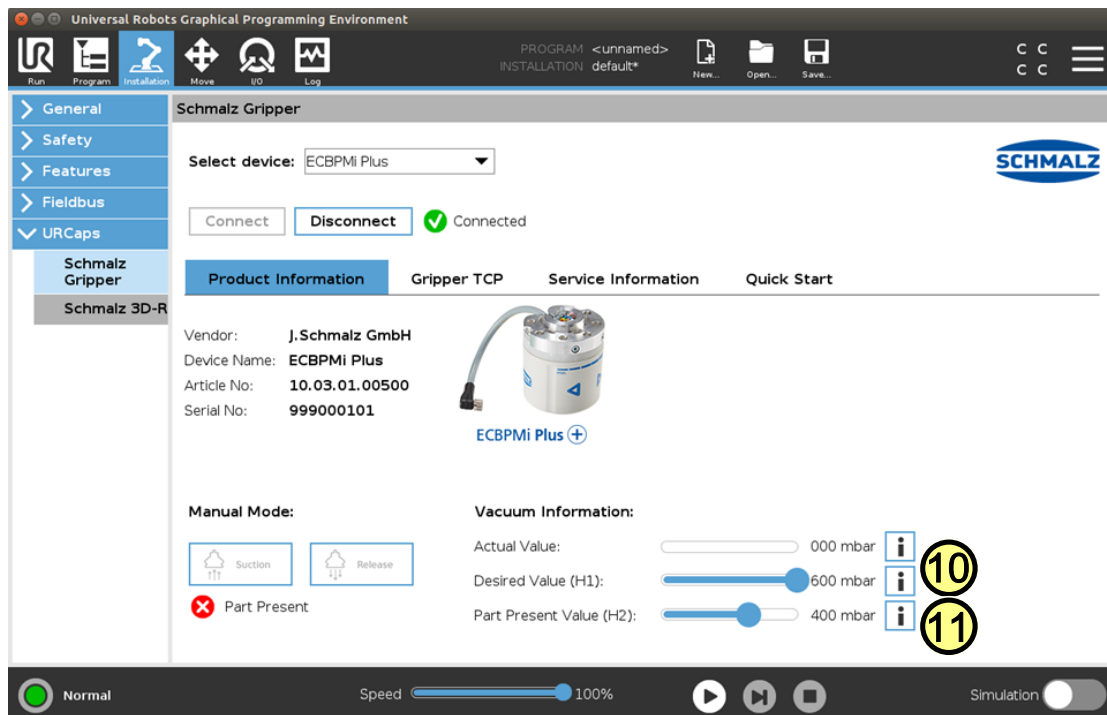 Universal Robots Graphical Programming Environment
PROGRAM <unnamed>
INSTALLATION default*
Run Program Installation Move I/O Log New... Open... Save... C C
C C
General
Safety
Features
Fieldbus
URCaps
Schmalz
Gripper
Schmalz 3D-R
Schmalz Gripper
Select device: ECBPMi Plus
SCHMALZ
Connect Disconnect Connected
Product Information Gripper TCP Service Information Quick Start
Vendor: J.Schmalz GmbH
Device Name: ECBPMi Plus
Article No: 10.03.01.00500
Serial No: 999000101
ECBPMi Plus +
Manual Mode:
Suction Release
Part Present
Vacuum Information:
Actual Value: 000 mbar i
Desired Value (H1): 600 mbar i 10
Part Present Value (H2): 400 mbar i 11
Normal Speed 100% Simulation